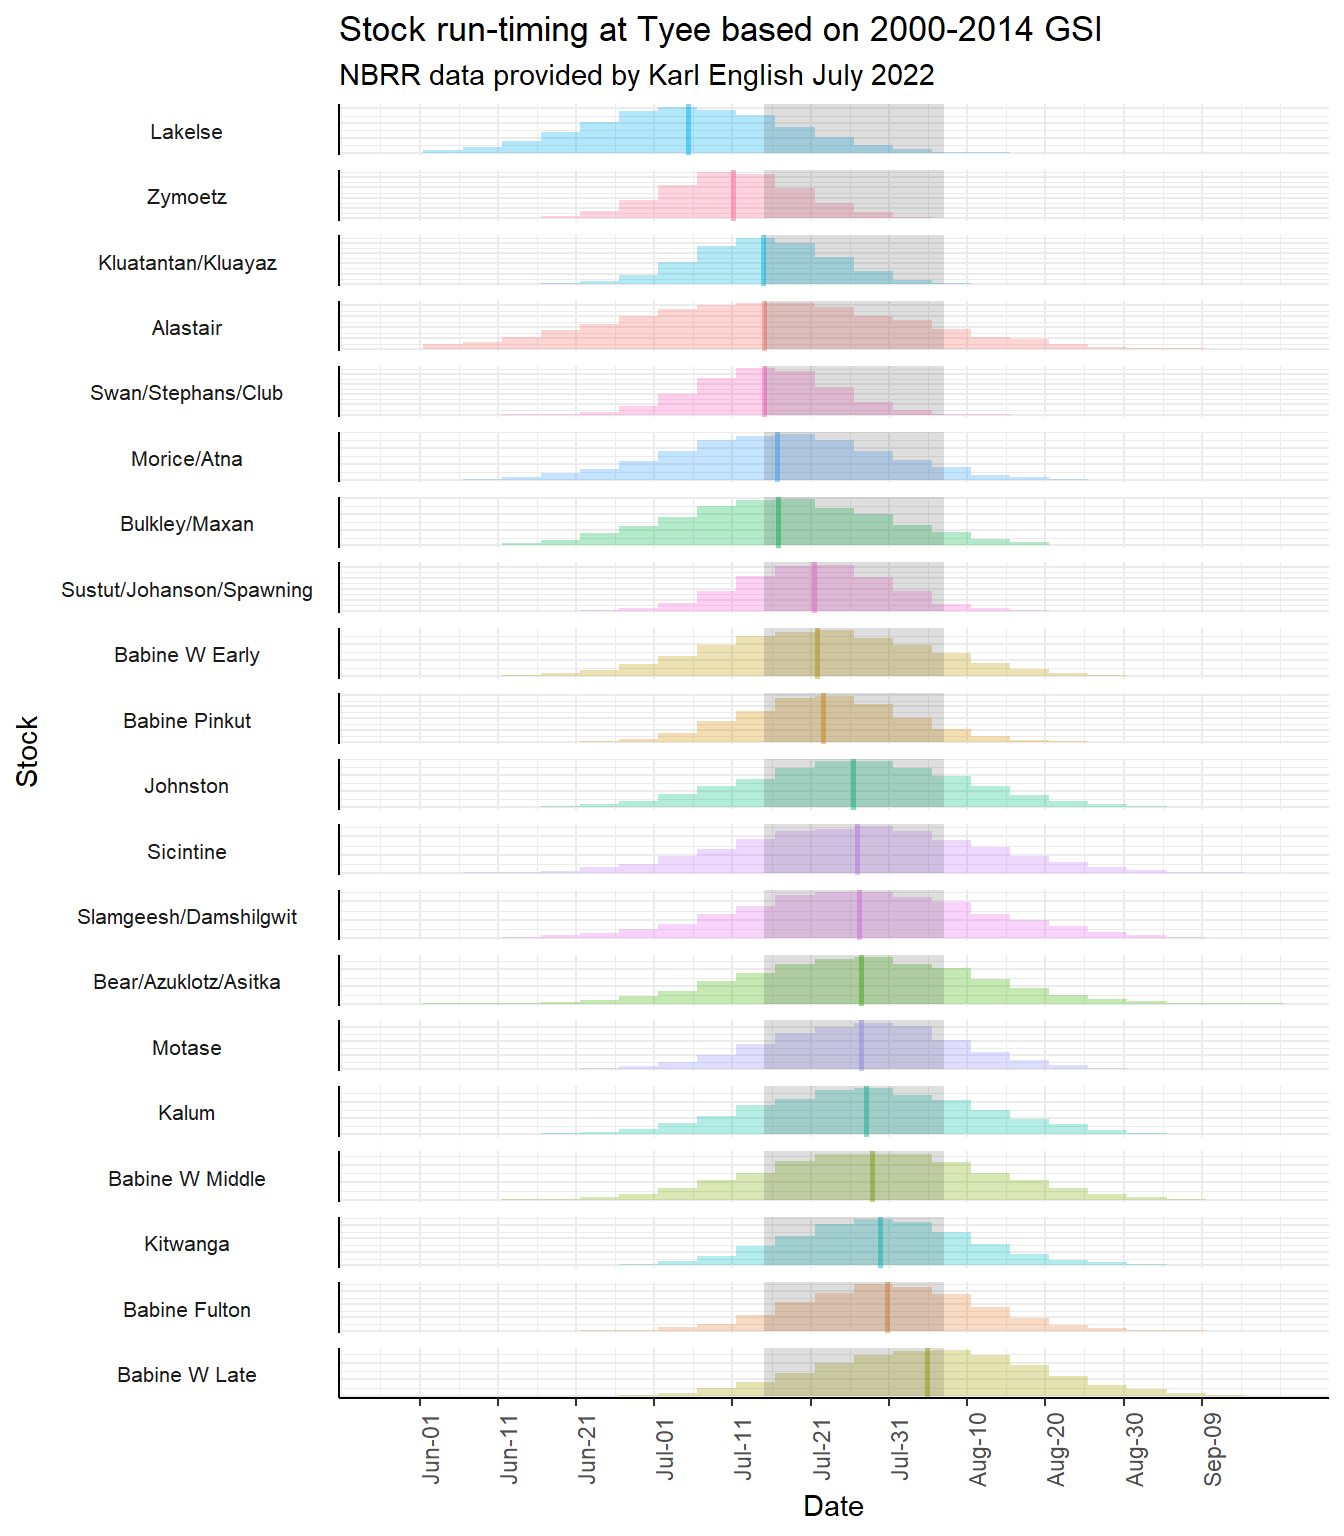 Stock run-timing at Tyee based on 2000-2014 GSI
NBRR data provided by Karl English July 2022
Lakelse
Zymoetz
Kluatantan/Kluayaz
Alastair
Swan/Stephans/Club
Morice/Atna
Bulkley/Maxan
Sustut/Johanson/Spawning
Babine W Early
Babine Pinkut
Johnston
Sicintine
Slamgeesh/Damshilgwit
Bear/Azuklotz/Asitka
Motase
Kalum
Babine W Middle
Kitwanga
Babine Fulton
Babine W Late
Stock
Jun-01
Jun-11
Jun-21
Jul-01
Jul-11
Jul-21
Jul-31
Aug-10
Aug-20
Aug-30
Sep-09
Date